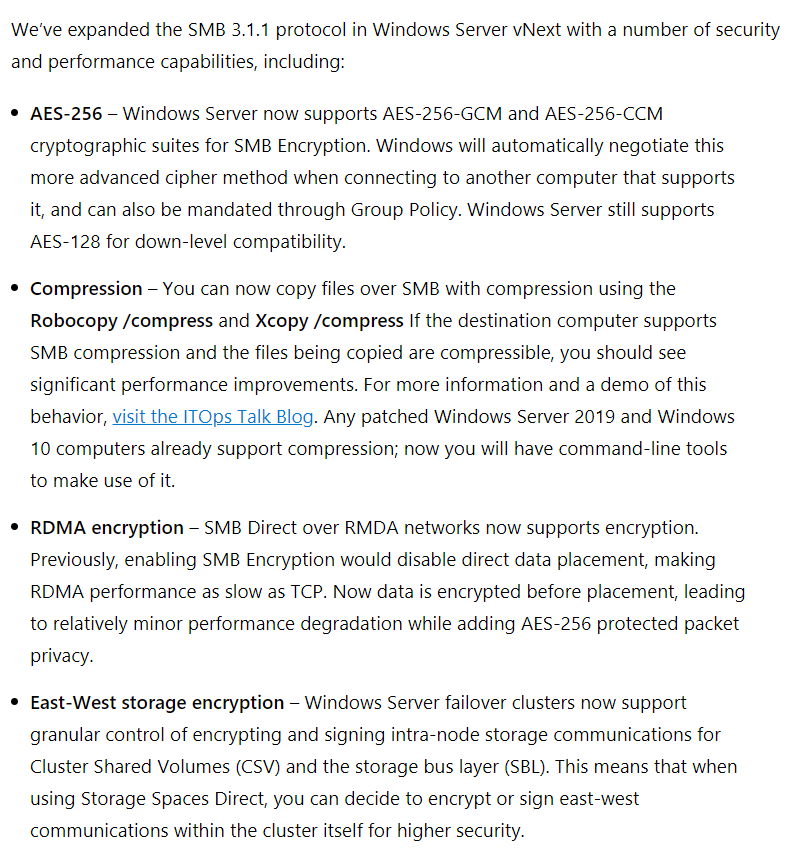 We've expanded the SMB 3.1.1 protocol in Windows Server vNext with a number of security
and performance capabilities, including:
• AES-256 – Windows Server now supports AES-256-GCM and AES-256-CCM
cryptographic suites for SMB Encryption. Windows will automatically negotiate this
more advanced cipher method when connecting to another computer that supports
it, and can also be mandated through Group Policy. Windows Server still supports
AES-128 for down-level compatibility.
• Compression – You can now copy files over SMB with compression using the
Robocopy /compress and Xcopy /compress If the destination computer supports
SMB compression and the files being copied are compressible, you should see
significant performance improvements. For more information and a demo of this
behavior, visit the ITOps Talk Blog. Any patched Windows Server 2019 and Windows
10 computers already support compression; now you will have command-line tools
to make use of it.
• RDMA encryption – SMB Direct over RMDA networks now supports encryption.
Previously, enabling SMB Encryption would disable direct data placement, making
RDMA performance as slow as TCP. Now data is encrypted before placement, leading
to relatively minor performance degradation while adding AES-256 protected packet
privacy.
• East-West storage encryption – Windows Server failover clusters now support
granular control of encrypting and signing intra-node storage communications for
Cluster Shared Volumes (CSV) and the storage bus layer (SBL). This means that when
using Storage Spaces Direct, you can decide to encrypt or sign east-west
communications within the cluster itself for higher security.